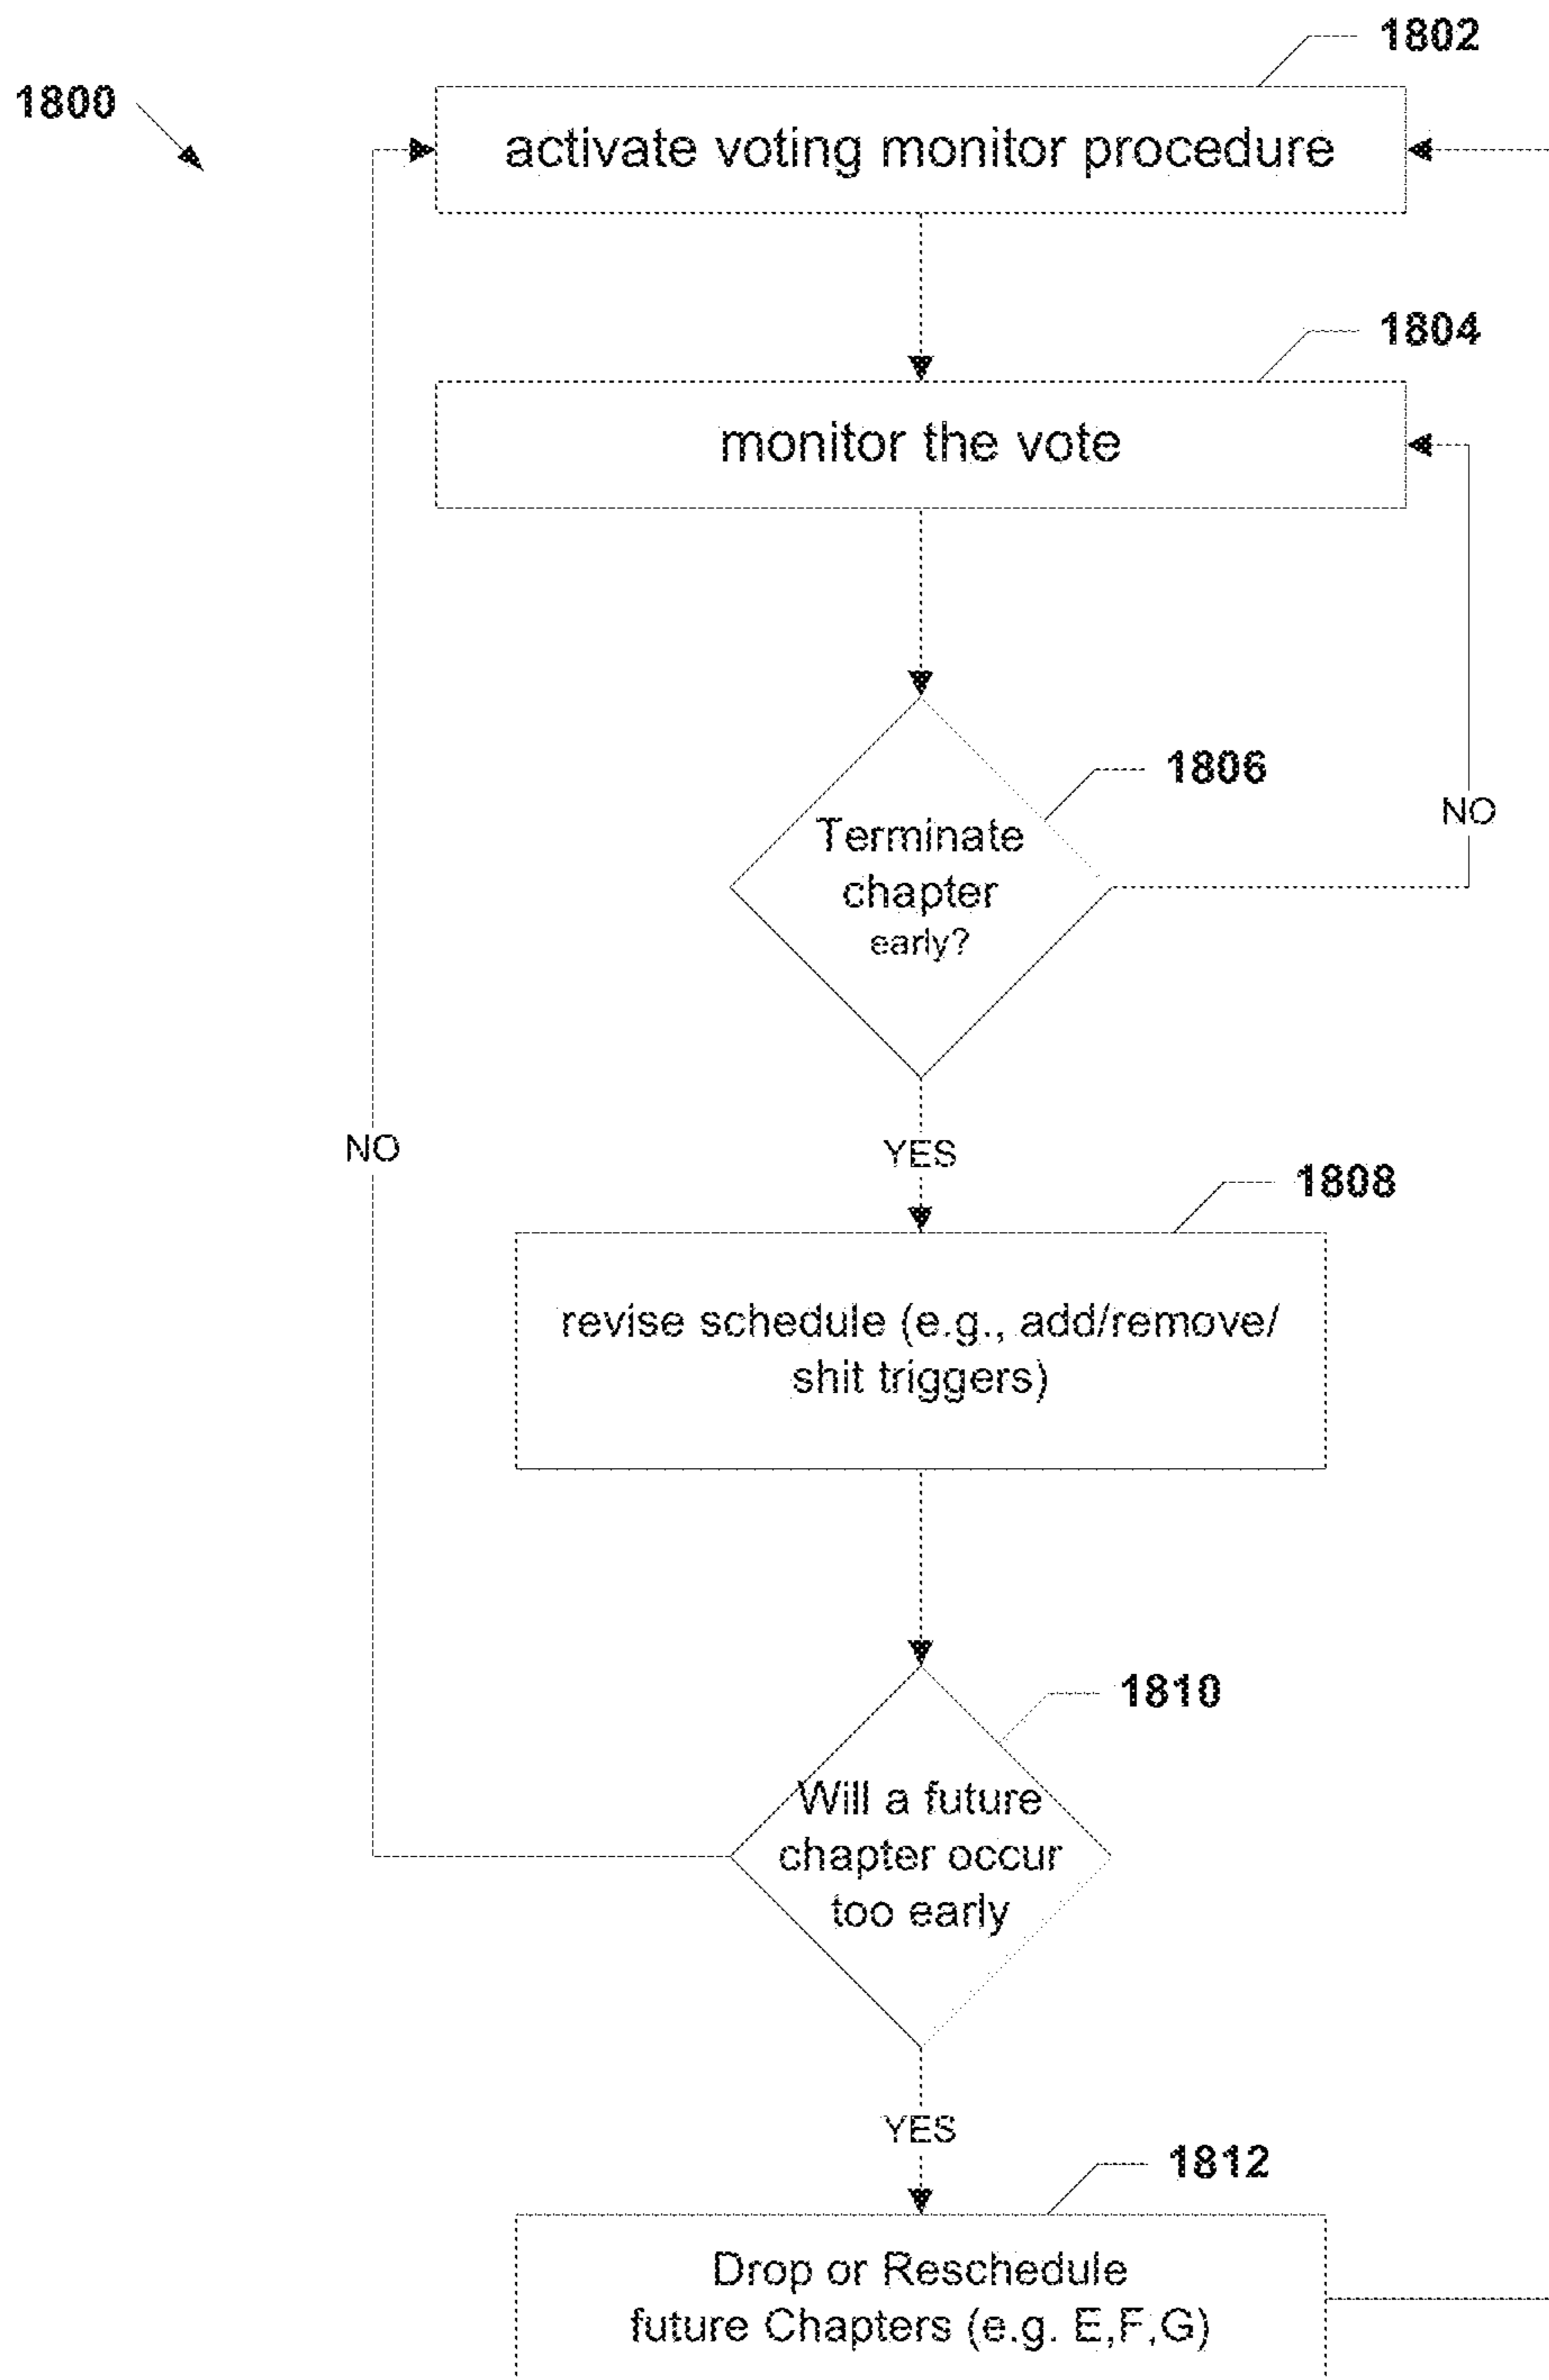 1802
1800
activate voting monitor procedure
1804
monitor the vote
1806
Terminate
chapter
early?
NO
NO
YES
1808
revise schedule (e.g., add/remove/
shit triggers)
1810
Will a future
chapter occur
too early
YES
1812
Drop or Reschedule
future Chapters (e.g. E,F,G)